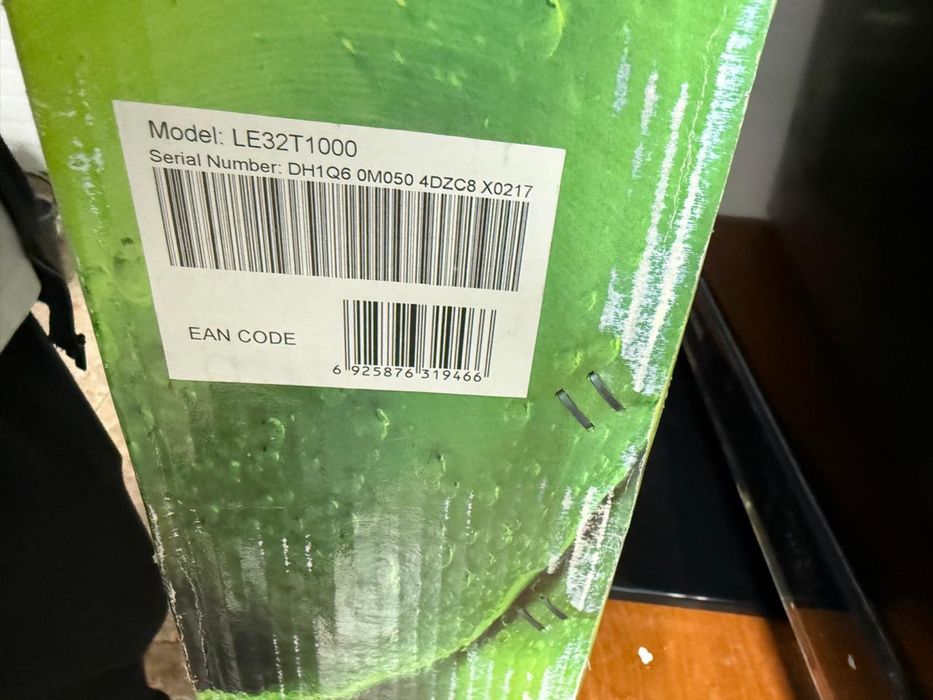 Model: LE32T1000
Serial Number: DH1Q6 0M050 4DZC8 X0217
EAN CODE
6 925876 319466